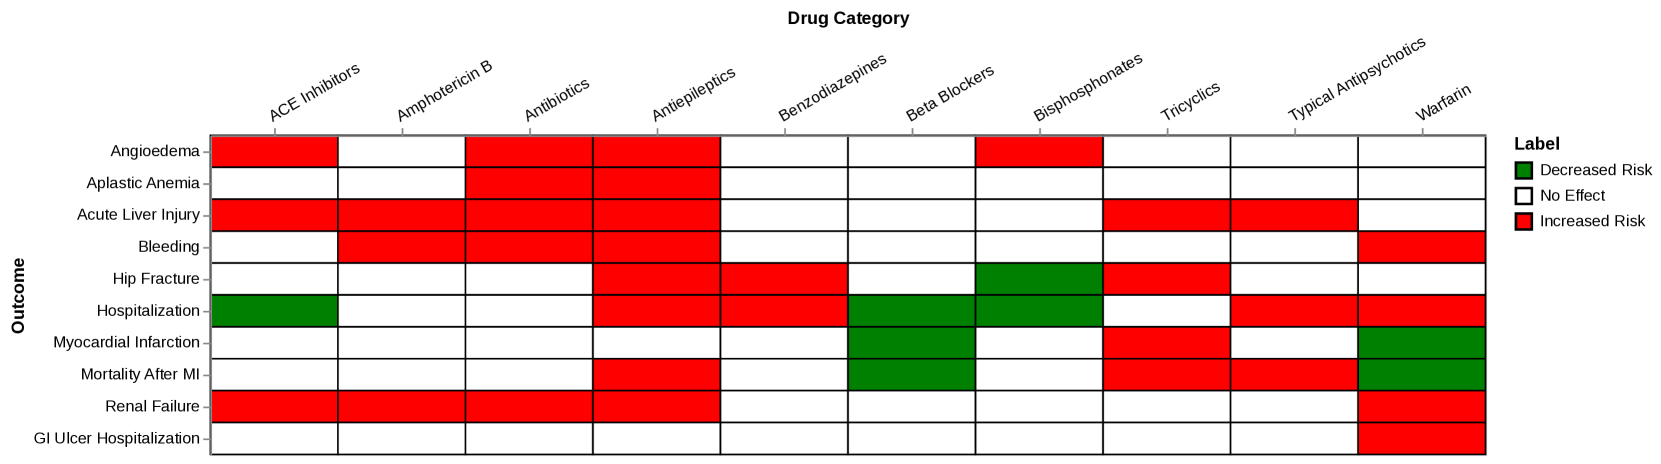 Drug Category
ACE Inhibitors
Amphotericin B
Antibiotics
Antiepileptics
Benzodiazepines
Beta Blockers
Bisphosphonates
Tricyclics
Typical Antipsychotics
Warfarin
Outcome
Angioedema
Aplastic Anemia
Acute Liver Injury
Bleeding
Hip Fracture
Hospitalization
Myocardial Infarction
Mortality After MI
Renal Failure
GI Ulcer Hospitalization
Label
Decreased Risk
No Effect
Increased Risk